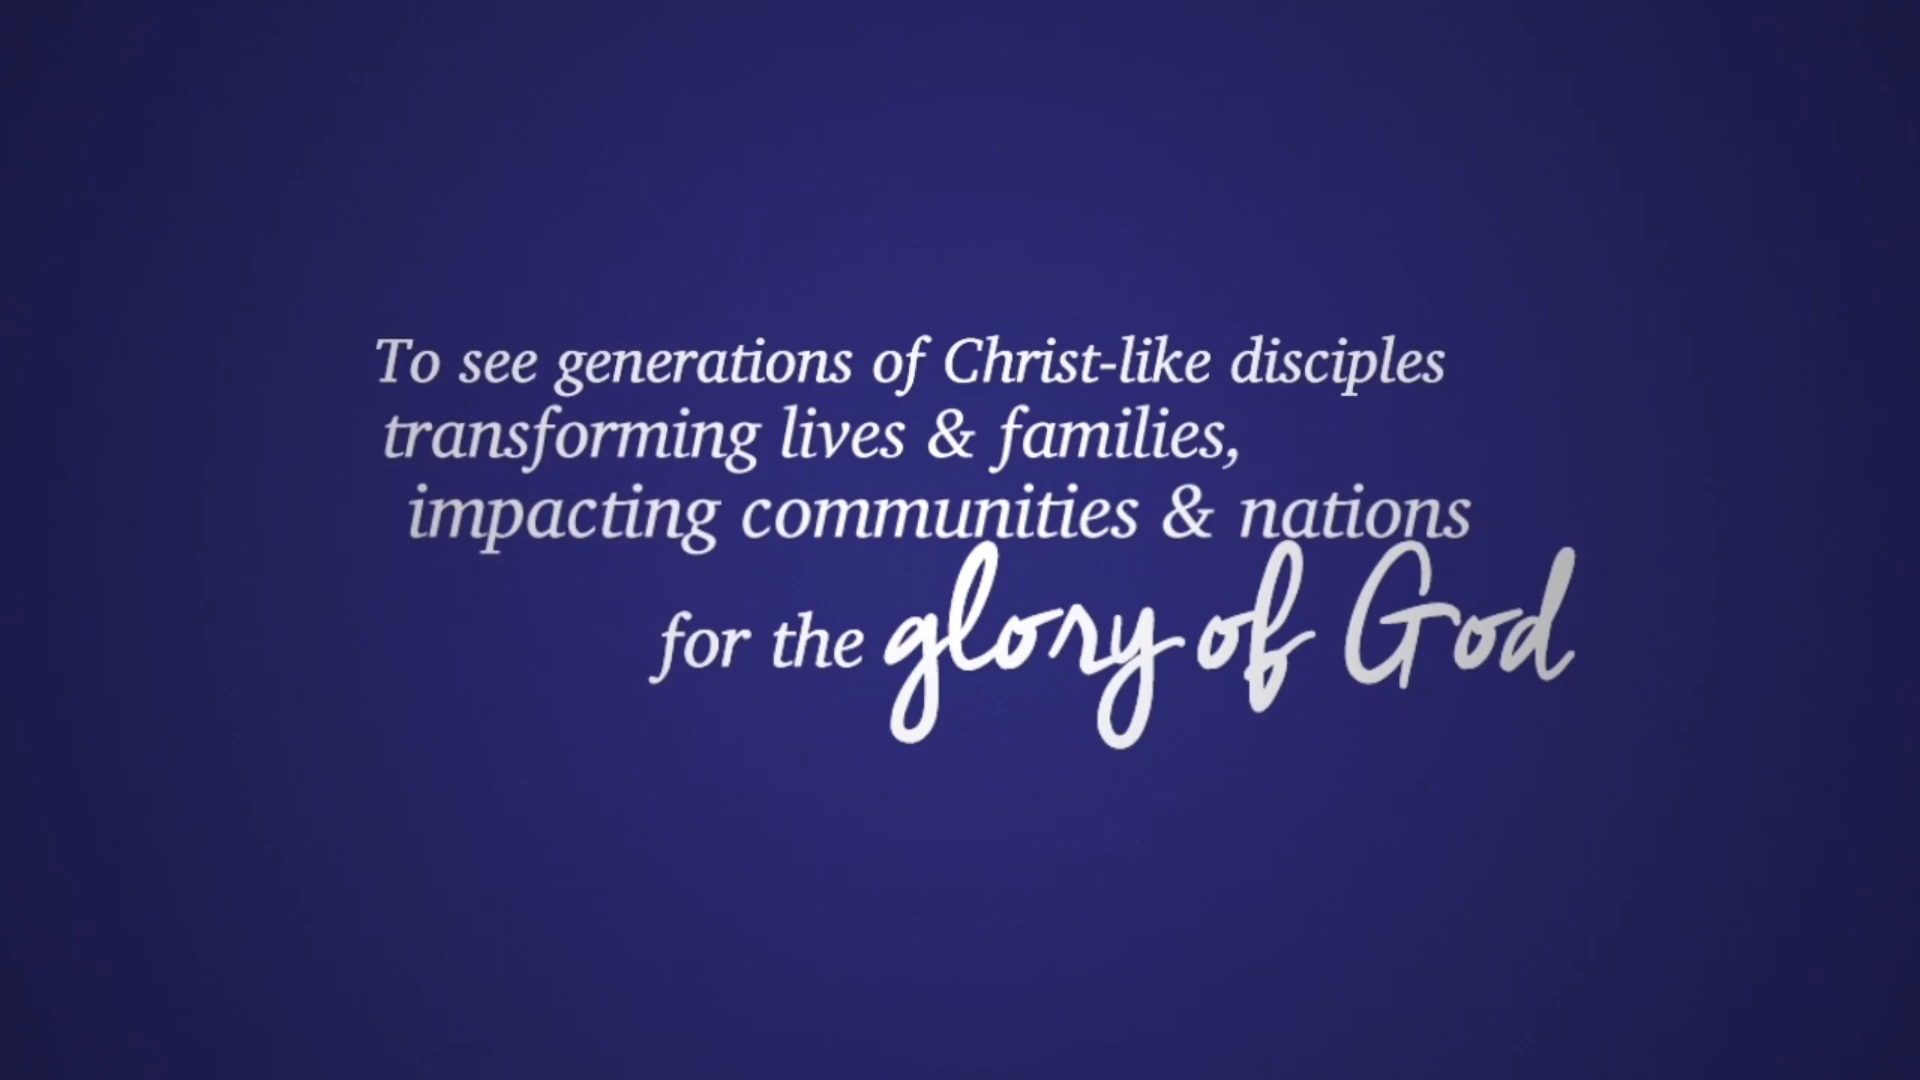 To see generations of Christ-like disciples
transforming lives & families,
impacting communities & nations
for the glory of God